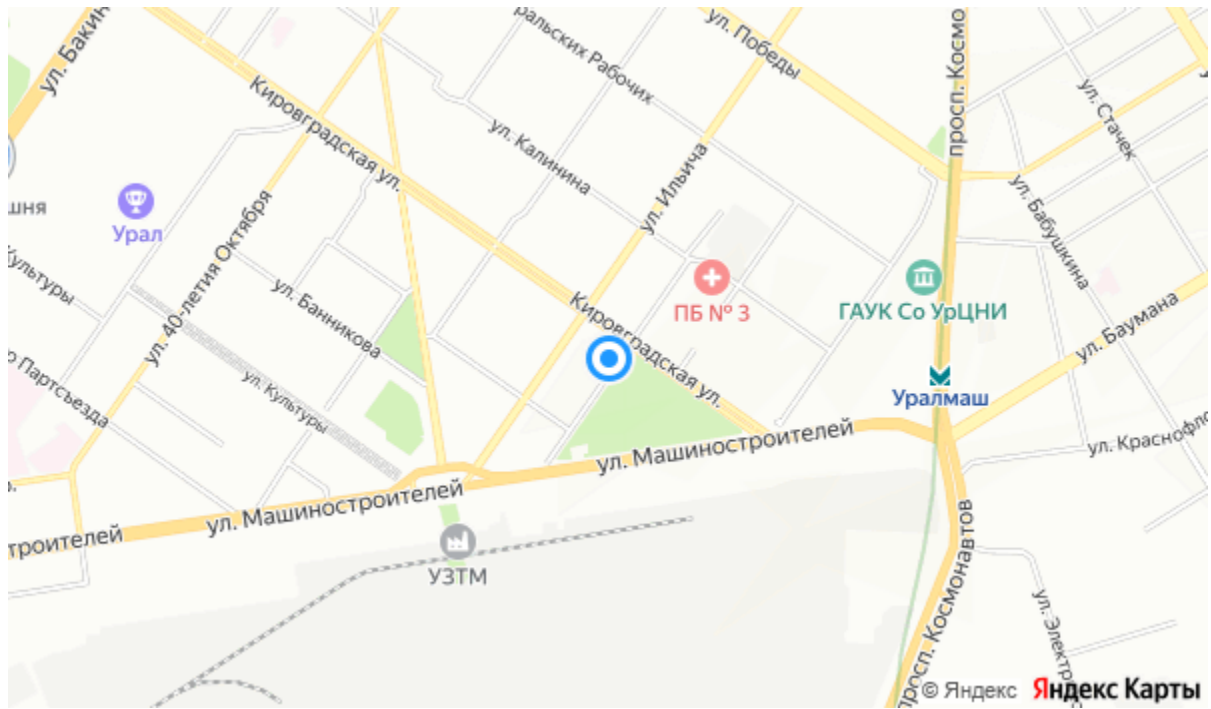 ул. Бакин
ральских Рабочих
ул. Победы
просп. Космо
ул. Стачек
Кировградская ул.
ул. Калинина
ул. Ильича
ул. Бабушкина
шня
Урал
ул. 40-летия Октября
Культуры
ул. Банникова
ПБ № 3
Кировградская ул.
ГАУК Со УрЦНИ
ул. Баумана
о Партсъезда
ул. Культуры
Уралмаш
ул. Машиностроителей
ул. Краснофло
ул. Машиностроителей
строителей
УЗТМ
просп. Космонавтов
ул. Электр
© Яндекс Яндекс Карты